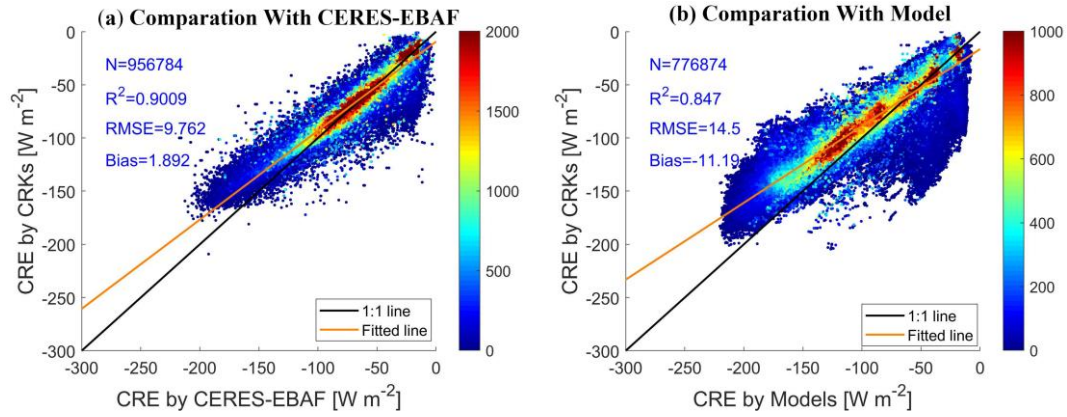 (a) Comparation With CERES-EBAF
N=956784
R²=0.9009
RMSE=9.762
Bias=1.892
0
-50
-100
-150
-200
-250
-300
-300 -250 -200 -150 -100 -50 0
CRE by CRKs [W m⁻²]
CRE by CERES-EBAF [W m⁻²]
1:1 line
Fitted line
2000
1500
1000
500
0
(b) Comparation With Model
N=776874
R²=0.847
RMSE=14.5
Bias=-11.19
0
-50
-100
-150
-200
-250
-300
-300 -250 -200 -150 -100 -50 0
CRE by CRKs [W m⁻²]
CRE by Models [W m⁻²]
1:1 line
Fitted line
1000
800
600
400
200
0